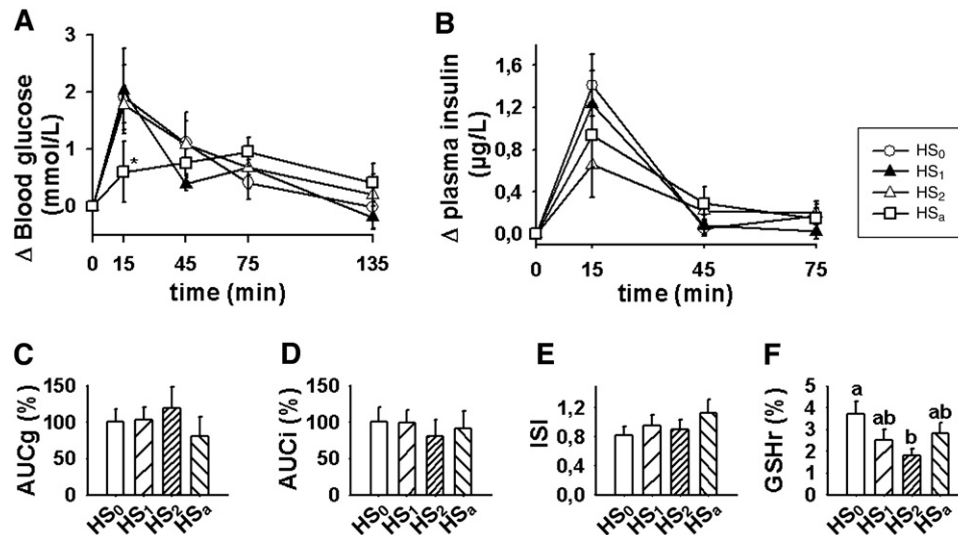 A
Δ Blood glucose
(mmol/L)
3
2
1
0
*
0 15 45 75 135
time (min)
B
Δ plasma insulin
(µg/L)
1,6
1,2
0,8
0,4
0,0
0 15 45 75
time (min)
HS₀
HS₁
HS₂
HSₐ
C
AUCg (%)
150
100
50
0
HS₀ HS₁ HS₂ HSₐ
D
AUCi (%)
150
100
50
0
HS₀ HS₁ HS₂ HSₐ
E
ISI
1,2
0,8
0,4
0,0
HS₀ HS₁ HS₂ HSₐ
F
GSHr (%)
5
4
3
2
1
0
a ab b ab
HS₀ HS₁ HS₂ HSₐ